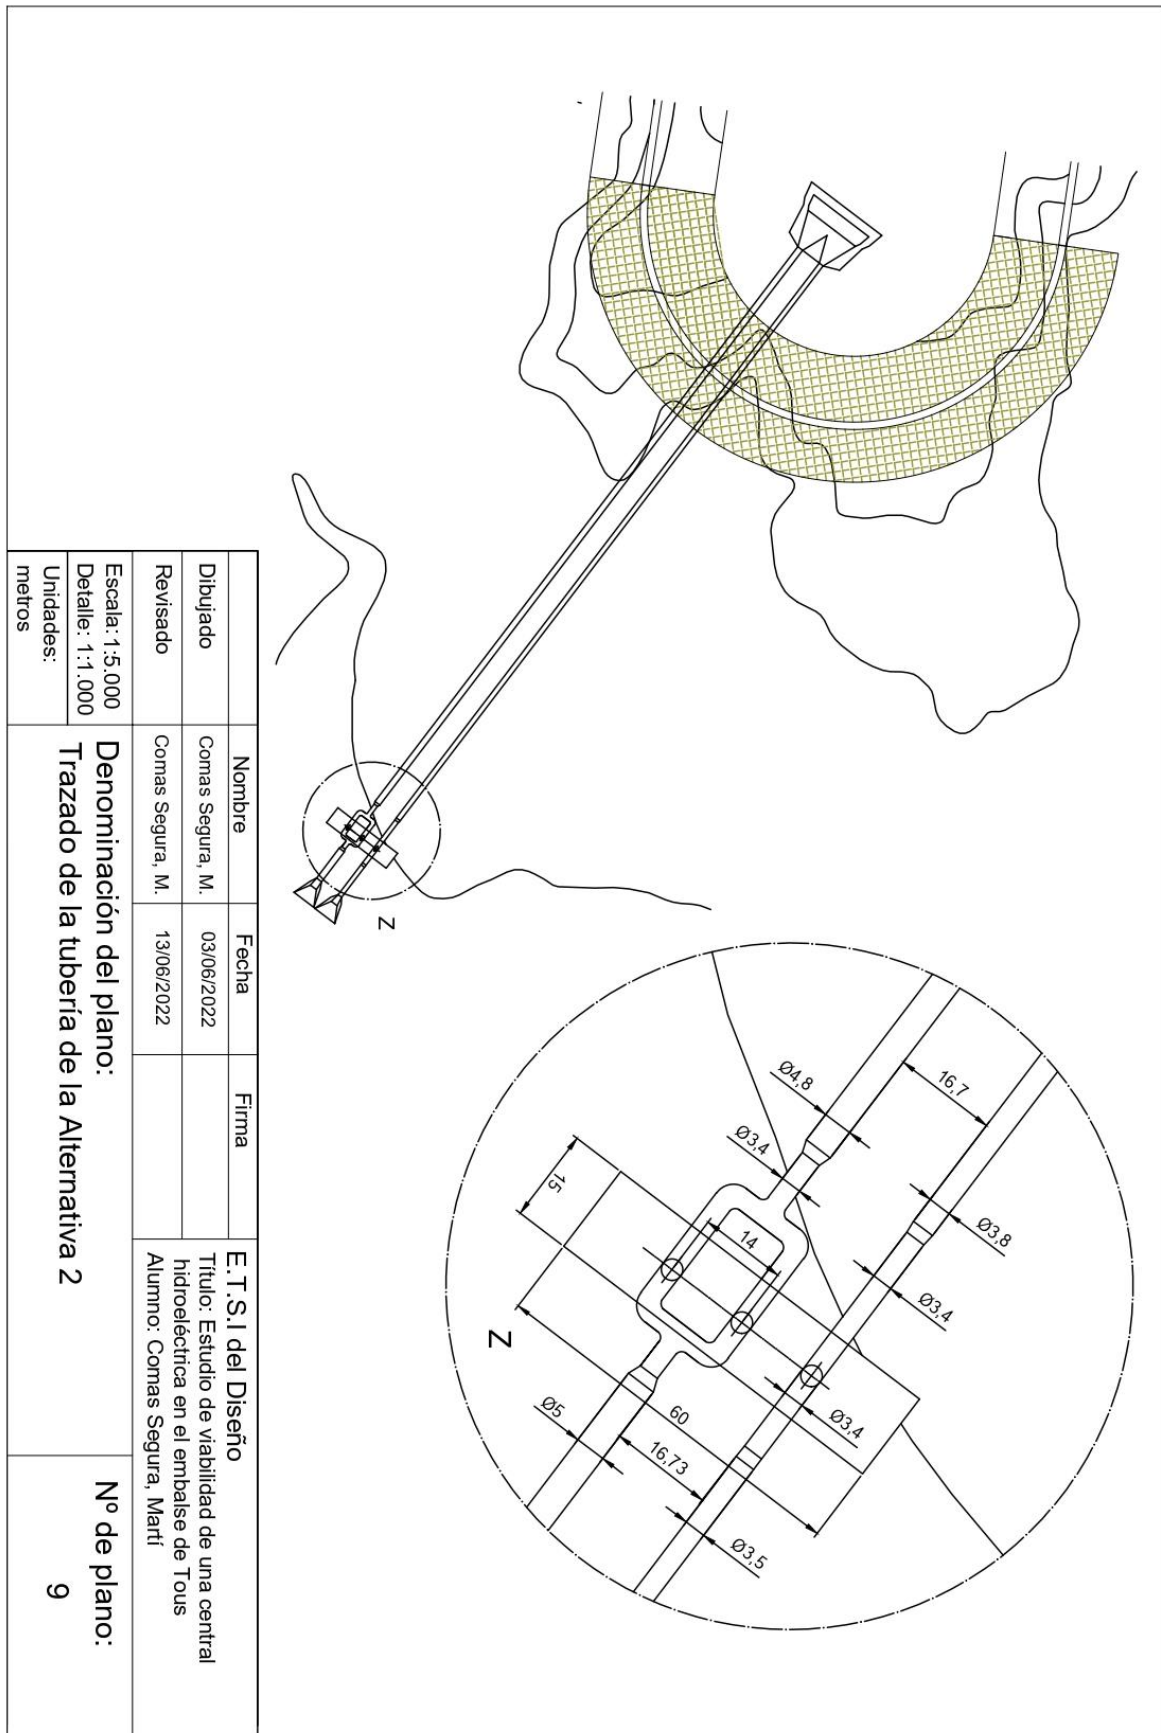 Ø4,8
16,7
Ø3,4
Ø3,8
15
14
Ø3,4
Z
Z
Ø3,4
Ø5
60
16,73
Ø3,5
Nombre
Fecha
Firma
Dibujado
Comas Segura, M.
03/06/2022
Revisado
Comas Segura, M.
13/06/2022
E.T.S.I del Diseño
Título: Estudio de viabilidad de una central
hidroeléctrica en el embalse de Tous
Alumno: Comas Segura, Martí
Escala: 1:5.000
Detalle: 1:1.000
Unidades:
metros
Denominación del plano:
Trazado de la tubería de la Alternativa 2
Nº de plano:
9